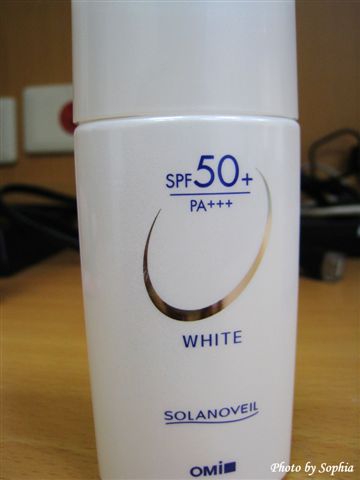 SPF50+
PA+++
WHITE
SOLANOVEIL
OMI
Photo by Sophia